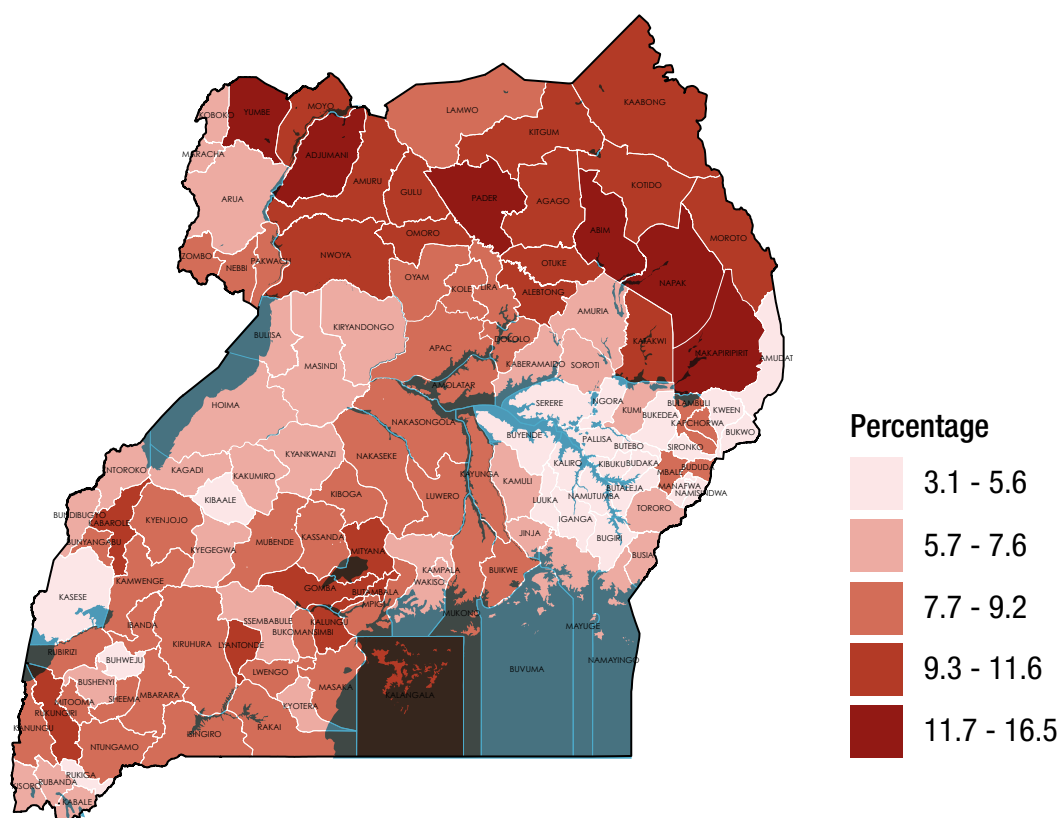 KAABONG
LAMWO
MOYO
YUMBE
KOBOKO
KITGUM
MARACHA
ADJUMANI
AMURU
GULU
PADER
AGAGO
KOTIDO
ARUA
ABIM
MOROTO
OMORO
NWOYA
ZOMBO
NEBBI
PAKWACH
OTUKE
NAPAK
OYAM
KOLE
LIRA
ALEBTONG
AMURIA
BULIISA
KIRYANDONGO
DOKOLO
KATAKWI
APAC
NAKAPIRIPIRIT
AMUDAT
MASINDI
KABERAMAIDO
SOROTI
AMOLATAR
SERERE
NGORA
BULAMBULI
HOIMA
KUMI
BUKEDEA
KWEEN
KAPCHORWA
BUKWO
NAKASONGOLA
BUYENDE
PALLISA
BUTEBO
SIRONKO
KYANKWANZI
NAKASEKE
KALIRO
KIBUKU
BUDAKA
MBALE
BUDUDA
NTOROKO
KAGADI
KAKUMIRO
KAYUNGA
KAMULI
BUTALEJA
MANAFWA
NAMISINDWA
KIBAALE
KIBOGA
LUWERO
LUUKA
NAMUTUMBA
TORORO
BUNDIBUGYO
KABAROLE
KYENJOJO
IGANGA
BUNYANGABU
KYEGEGWA
MUBENDE
KASSANDA
MITYANA
JINJA
BUGIRI
BUSIA
KAMWENGE
KAMPALA
WAKISO
BUIKWE
KASESE
GOMBA
BUTAMBALA
MPIGI
MUKONO
IBANDA
SSEMBABULE
BUKOMANSIMBI
KALUNGU
MAYUGE
RUBIRIZI
BUHWEJU
KIRUHURA
LYANTONDE
BUVUMA
NAMAYINGO
BUSHENYI
LWENGO
MASAKA
KALANGALA
MITOOMA
SHEEMA
MBARARA
RUKUNGIRI
KYOTERA
KANUNGU
RAKAI
NTUNGAMO
ISINGIRO
RUKIGA
KISORO
RUBANDA
KABALE
Percentage
3.1 - 5.6
5.7 - 7.6
7.7 - 9.2
9.3 - 11.6
11.7 - 16.5